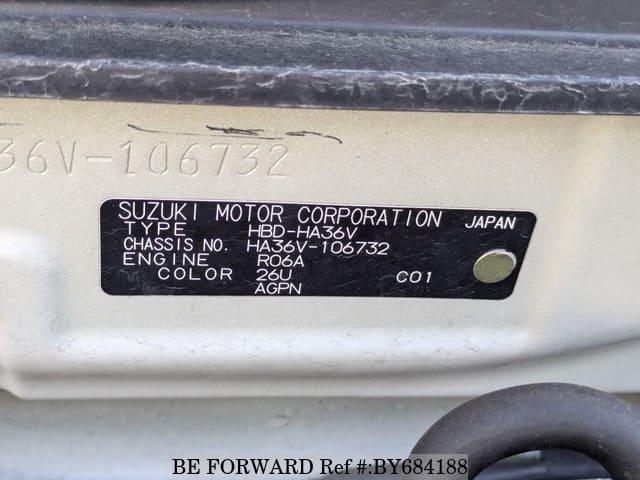 36V-106732
SUZUKI MOTOR CORPORATION JAPAN
TYPE HBD-HA36V
CHASSIS NO. HA36V-106732
ENGINE R06A
COLOR 26U C01
AGPN
BE FORWARD Ref #:BY684188